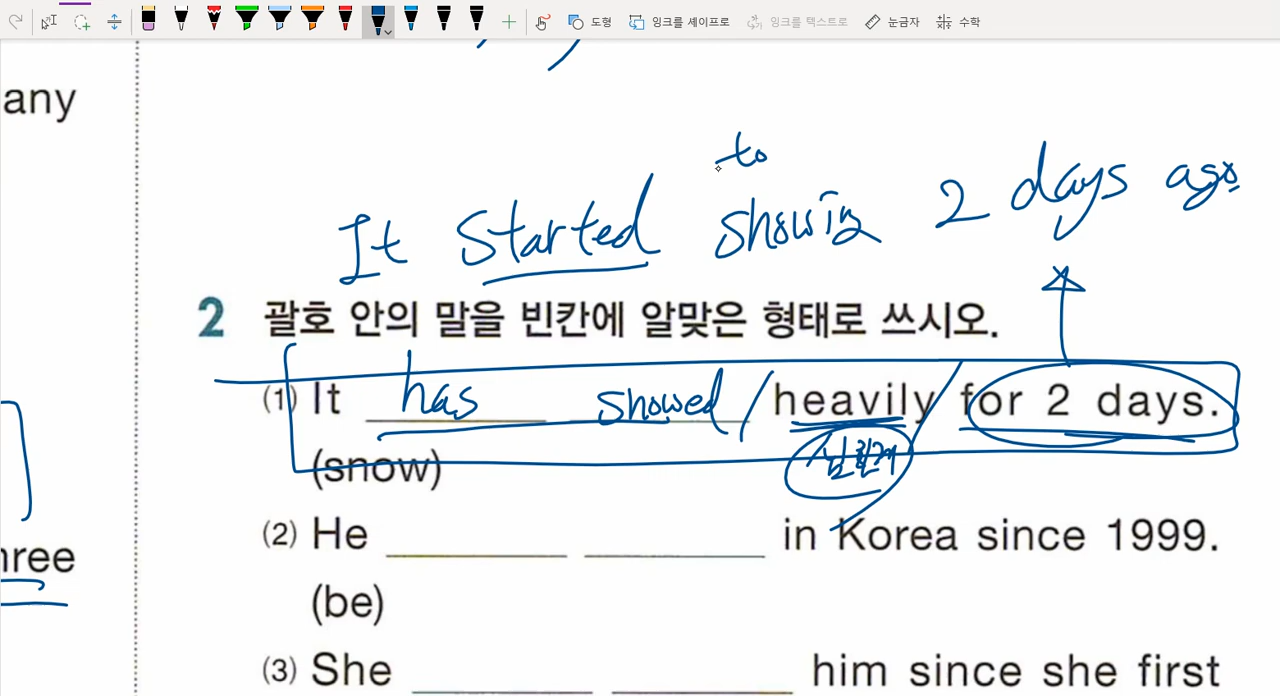 도형 잉크를 셰이프로 잉크를 텍스트로 눈금자 수학
any
to
It started showing 2 days ago
2 괄호 안의 말을 빈칸에 알맞은 형태로 쓰시오.
(1) It has showed / heavily / for 2 days.
(snow)
(2) He in Korea since 1999.
hree
(be)
(3) She him since she first